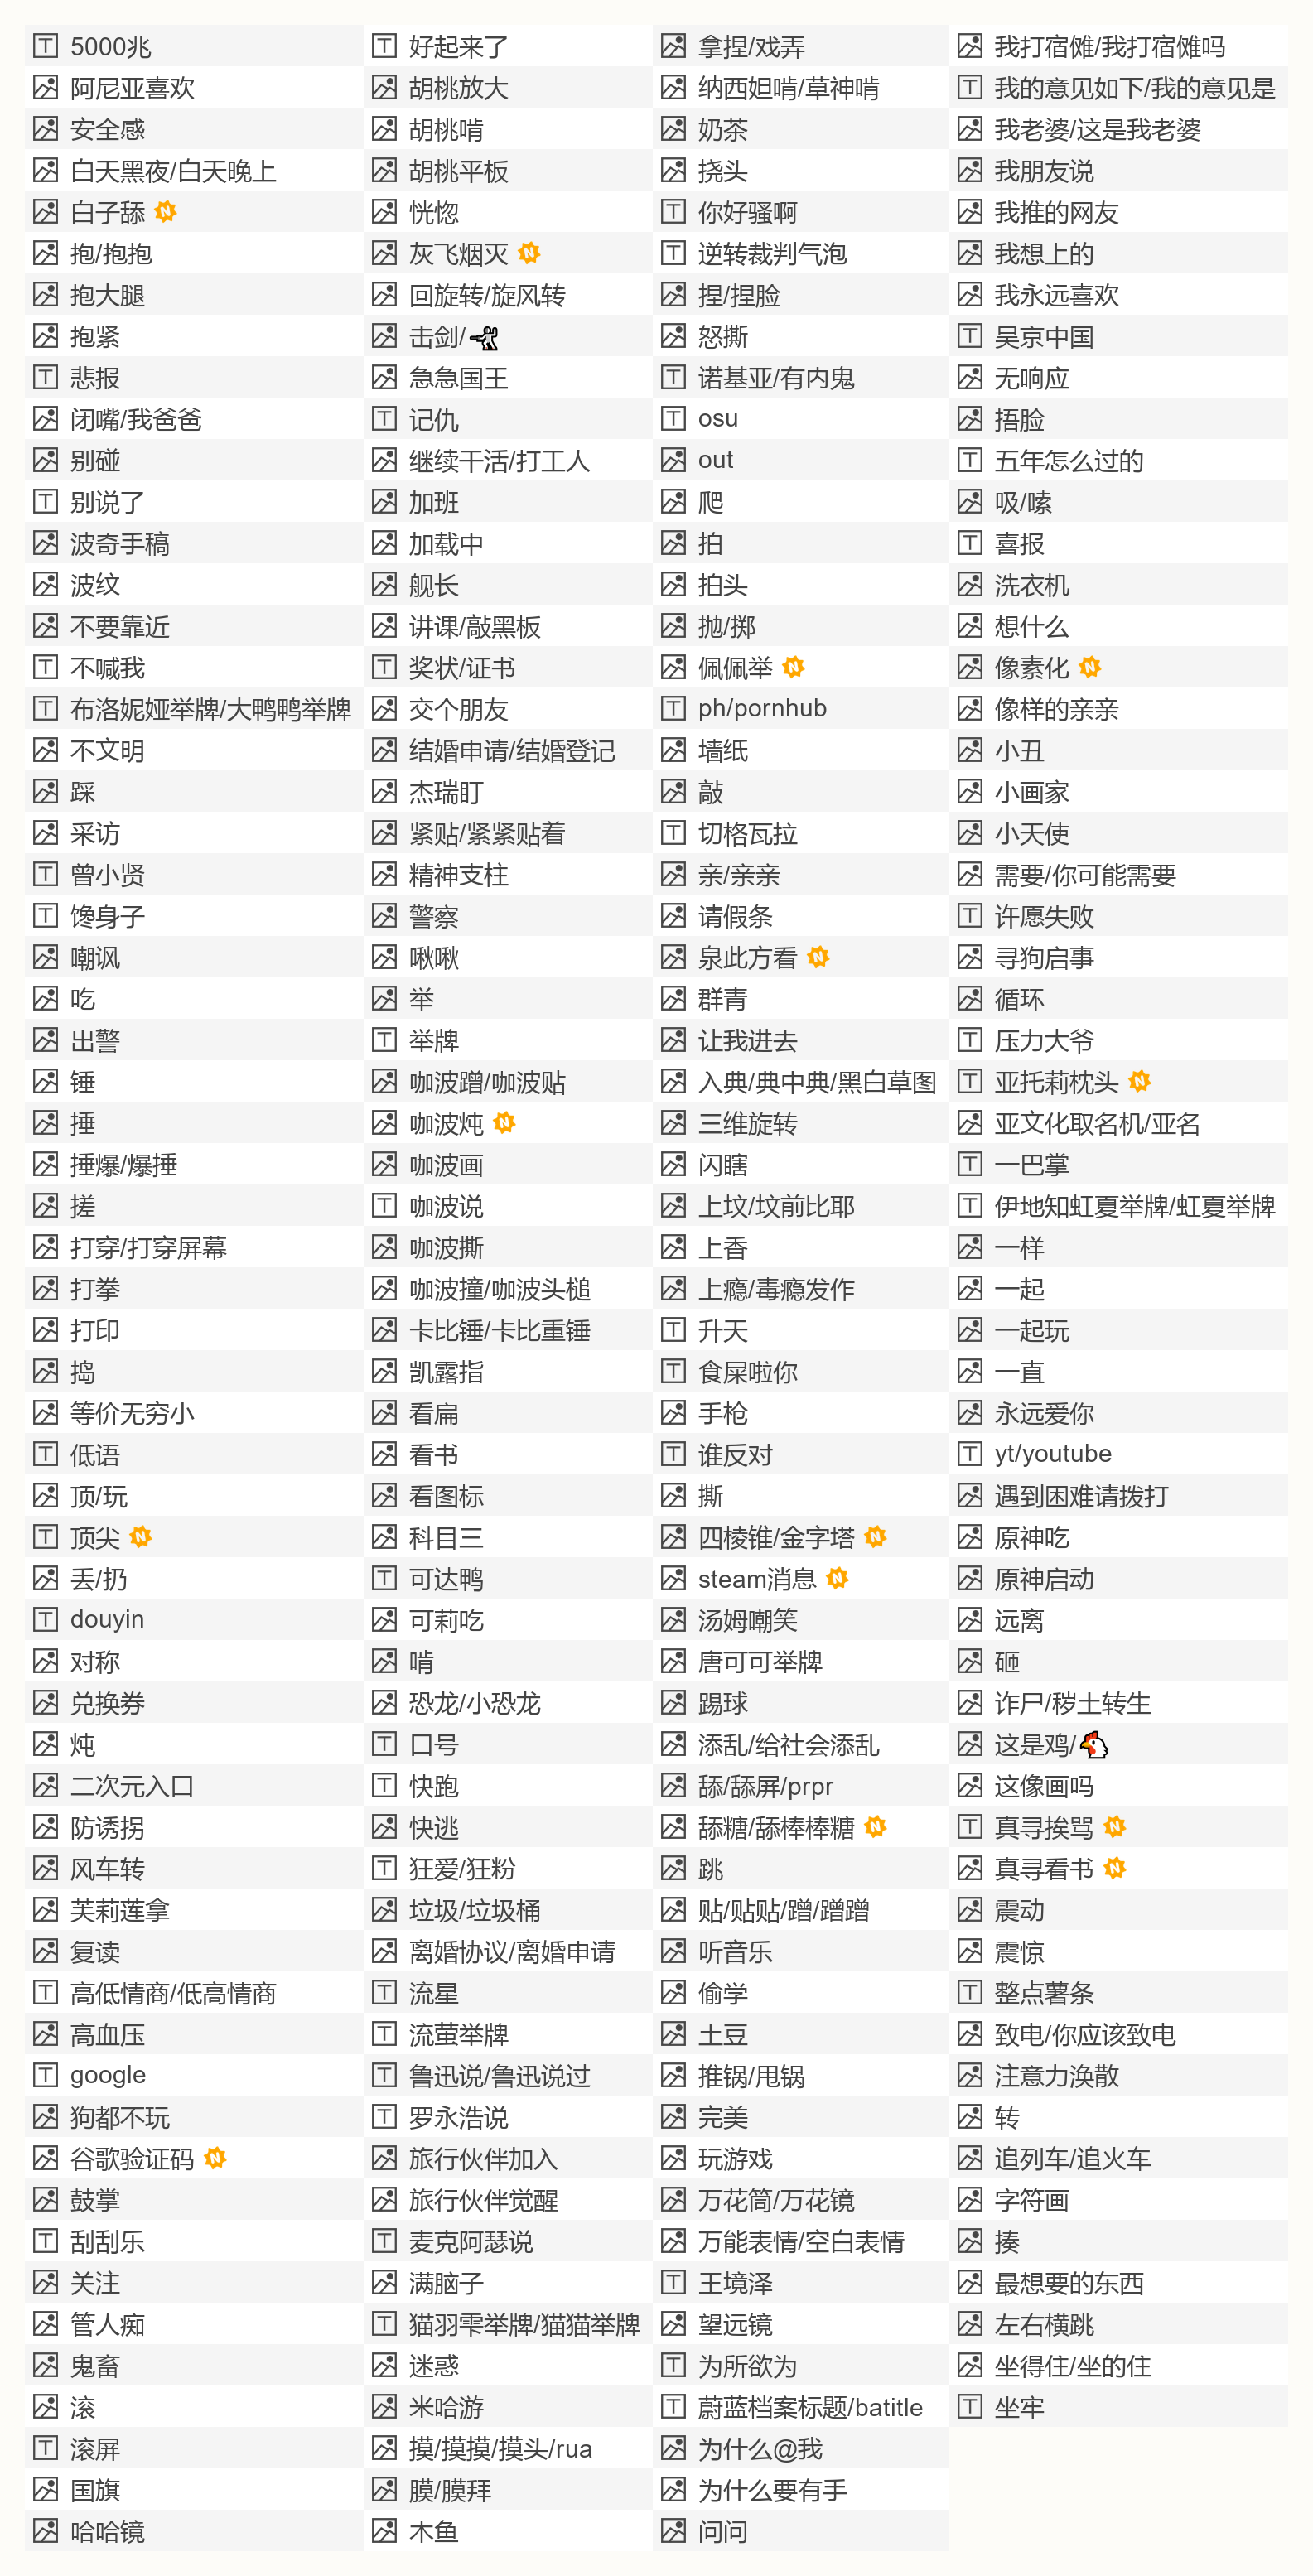 5000兆
阿尼亚喜欢
安全感
白天黑夜/白天晚上
白子舔
抱/抱抱
抱大腿
抱紧
悲报
闭嘴/我爸爸
别碰
别说了
波奇手稿
波纹
不要靠近
不喊我
布洛妮娅举牌/大鸭鸭举牌
不文明
踩
采访
曾小贤
馋身子
嘲讽
吃
出警
锤
捶
捶爆/爆捶
搓
打穿/打穿屏幕
打拳
打印
捣
等价无穷小
低语
顶/玩
顶尖
丢/扔
douyin
对称
兑换券
炖
二次元入口
防诱拐
风车转
芙莉莲拿
复读
高低情商/低高情商
高血压
google
狗都不玩
谷歌验证码
鼓掌
刮刮乐
关注
管人痴
鬼畜
滚
滚屏
国旗
哈哈镜
好起来了
胡桃放大
胡桃啃
胡桃平板
恍惚
灰飞烟灭
回旋转/旋风转
击剑/🤺
急急国王
记仇
继续干活/打工人
加班
加载中
舰长
讲课/敲黑板
奖状/证书
交个朋友
结婚申请/结婚登记
杰瑞盯
紧贴/紧紧贴着
精神支柱
警察
啾啾
举
举牌
咖波蹭/咖波贴
咖波炖
咖波画
咖波说
咖波撕
咖波撞/咖波头槌
卡比锤/卡比重锤
凯露指
看扁
看书
看图标
科目三
可达鸭
可莉吃
啃
恐龙/小恐龙
口号
快跑
快逃
狂爱/狂粉
垃圾/垃圾桶
离婚协议/离婚申请
流星
流萤举牌
鲁迅说/鲁迅说过
罗永浩说
旅行伙伴加入
旅行伙伴觉醒
麦克阿瑟说
满脑子
猫羽雫举牌/猫猫举牌
迷惑
米哈游
摸/摸摸/摸头/rua
膜/膜拜
木鱼
拿捏/戏弄
纳西妲啃/草神啃
奶茶
挠头
你好骚啊
逆转裁判气泡
捏/捏脸
怒撕
诺基亚/有内鬼
osu
out
爬
拍
拍头
抛/掷
佩佩举
ph/pornhub
墙纸
敲
切格瓦拉
亲/亲亲
请假条
泉此方看
群青
让我进去
入典/典中典/黑白草图
三维旋转
闪瞎
上坟/坟前比耶
上香
上瘾/毒瘾发作
升天
食屎啦你
手枪
谁反对
撕
四棱锥/金字塔
steam消息
汤姆嘲笑
唐可可举牌
踢球
添乱/给社会添乱
舔/舔屏/prpr
舔糖/舔棒棒糖
跳
贴/贴贴/蹭/蹭蹭
听音乐
偷学
土豆
推锅/甩锅
完美
玩游戏
万花筒/万花镜
万能表情/空白表情
王境泽
望远镜
为所欲为
蔚蓝档案标题/batitle
为什么@我
为什么要有手
问问
我打宿傩/我打宿傩吗
我的意见如下/我的意见是
我老婆/这是我老婆
我朋友说
我推的网友
我想上的
我永远喜欢
吴京中国
无响应
捂脸
五年怎么过的
吸/嗦
喜报
洗衣机
想什么
像素化
像样的亲亲
小丑
小画家
小天使
需要/你可能需要
许愿失败
寻狗启事
循环
压力大爷
亚托莉枕头
亚文化取名机/亚名
一巴掌
伊地知虹夏举牌/虹夏举牌
一样
一起
一起玩
一直
永远爱你
yt/youtube
遇到困难请拨打
原神吃
原神启动
远离
砸
诈尸/秽土转生
这是鸡/🐔
这像画吗
真寻挨骂
真寻看书
震动
震惊
整点薯条
致电/你应该致电
注意力涣散
转
追列车/追火车
字符画
揍
最想要的东西
左右横跳
坐得住/坐的住
坐牢